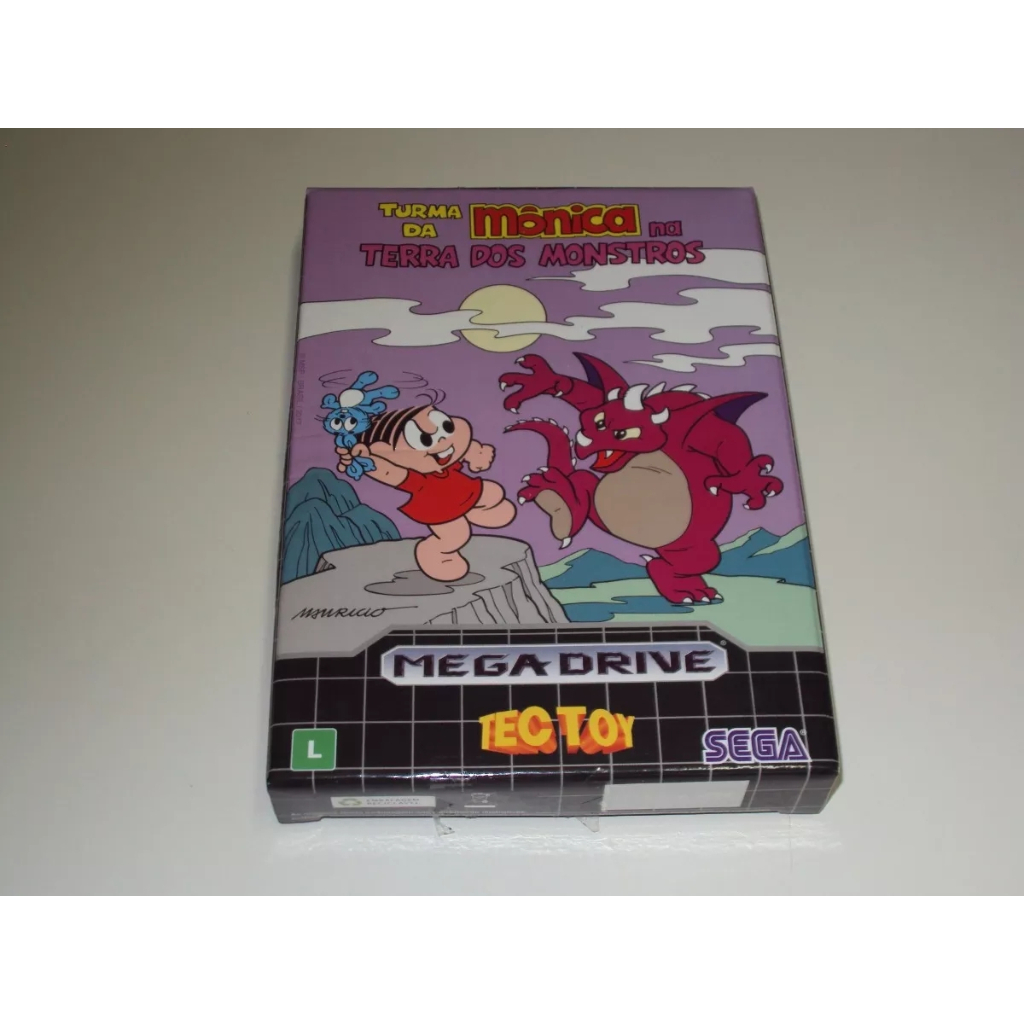 TURMA DA Mônica na
TERRA DOS MONSTROS
MAURICIO
MEGA DRIVE
TEC TOY
L
SEGA